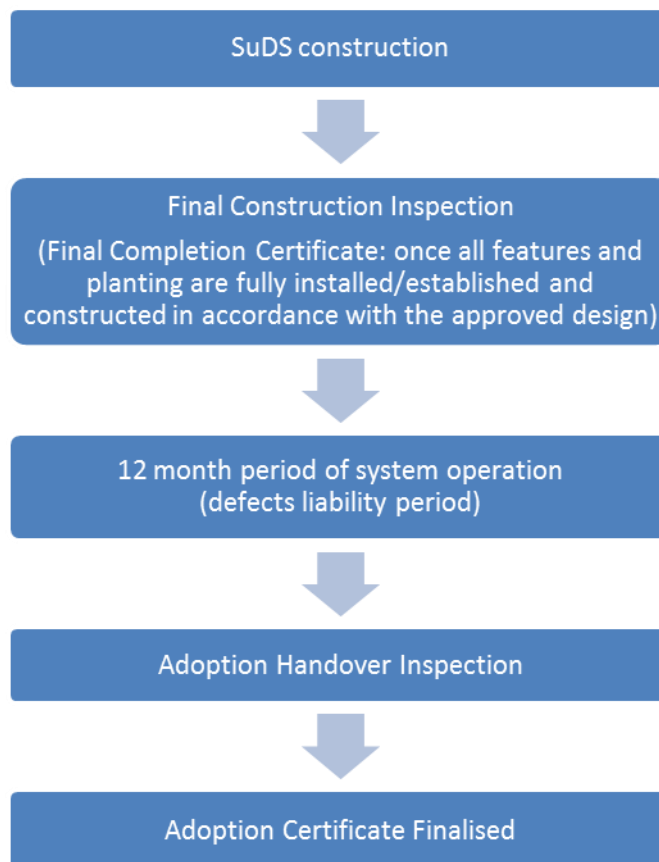 SuDS construction
Final Construction Inspection
(Final Completion Certificate: once all features and
planting are fully installed/established and
constructed in accordance with the approved design)
12 month period of system operation
(defects liability period)
Adoption Handover Inspection
Adoption Certificate Finalised